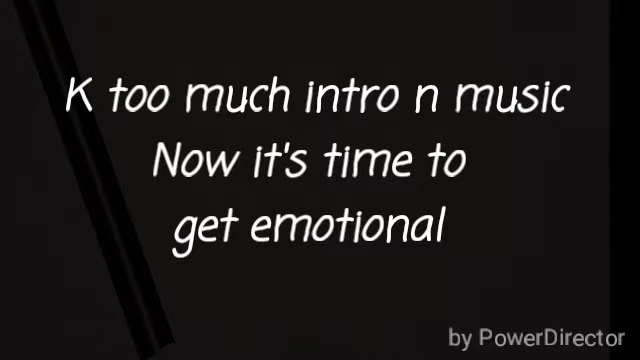 K too much intro n music
Now it's time to
get emotional
by PowerDirector